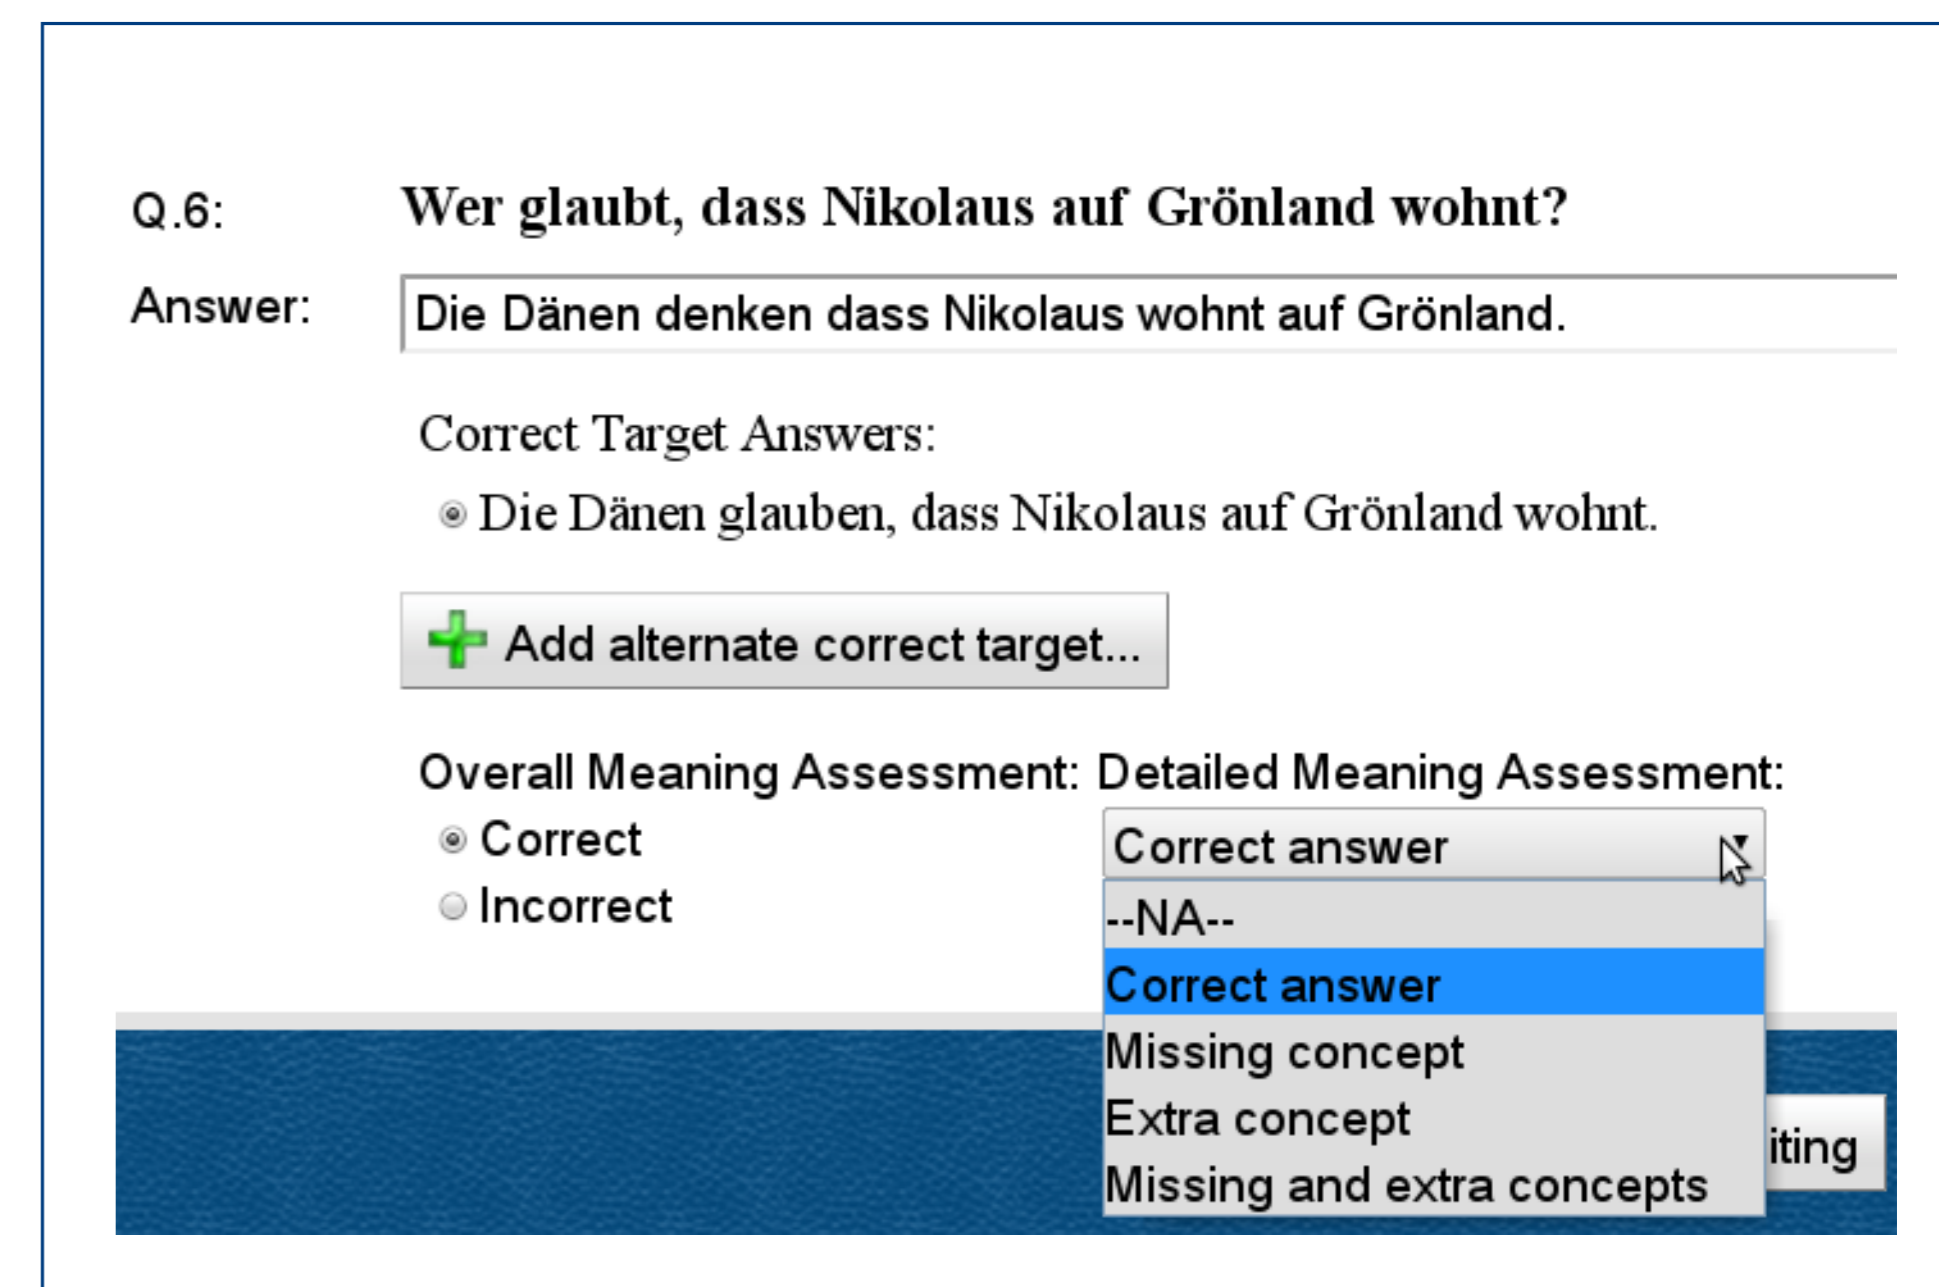 Q.6: Wer glaubt, dass Nikolaus auf Grönland wohnt?
Answer: Die Dänen denken dass Nikolaus wohnt auf Grönland.
Correct Target Answers:
Die Dänen glauben, dass Nikolaus auf Grönland wohnt.
Add alternate correct target...
Overall Meaning Assessment: Detailed Meaning Assessment:
Correct
Correct answer
Incorrect
--NA--
Correct answer
Missing concept
Extra concept
iting
Missing and extra concepts